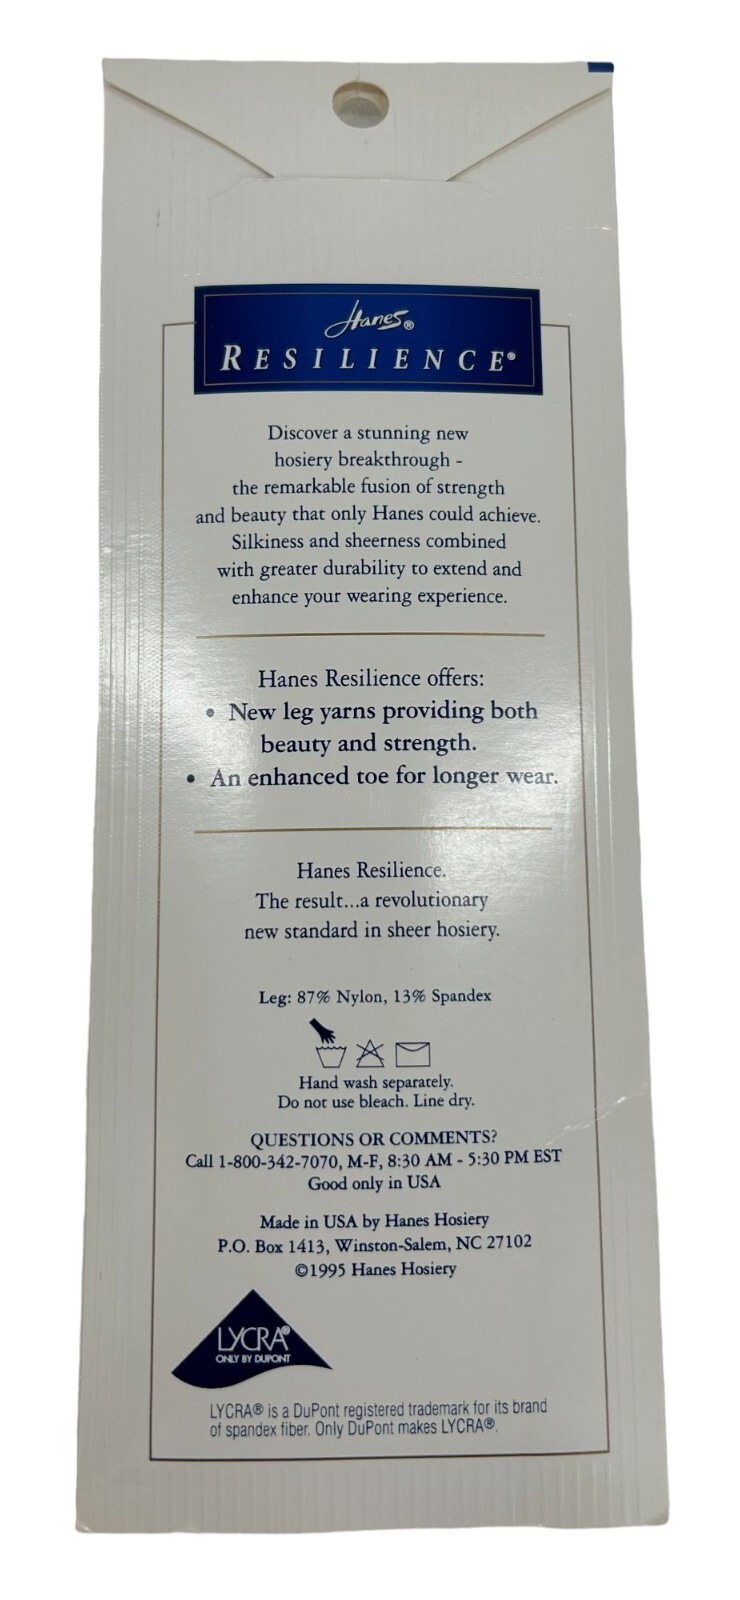 Hanes®
RESILIENCE®
Discover a stunning new
hosiery breakthrough -
the remarkable fusion of strength
and beauty that only Hanes could achieve.
Silkiness and sheerness combined
with greater durability to extend and
enhance your wearing experience.
Hanes Resilience offers:
• New leg yarns providing both
beauty and strength.
• An enhanced toe for longer wear.
Hanes Resilience.
The result...a revolutionary
new standard in sheer hosiery.
Leg: 87% Nylon, 13% Spandex
Hand wash separately.
Do not use bleach. Line dry.
QUESTIONS OR COMMENTS?
Call 1-800-342-7070, M-F, 8:30 AM - 5:30 PM EST
Good only in USA
Made in USA by Hanes Hosiery
P.O. Box 1413, Winston-Salem, NC 27102
©1995 Hanes Hosiery
LYCRA®
ONLY BY DUPONT
LYCRA® is a DuPont registered trademark for its brand
of spandex fiber. Only DuPont makes LYCRA®.